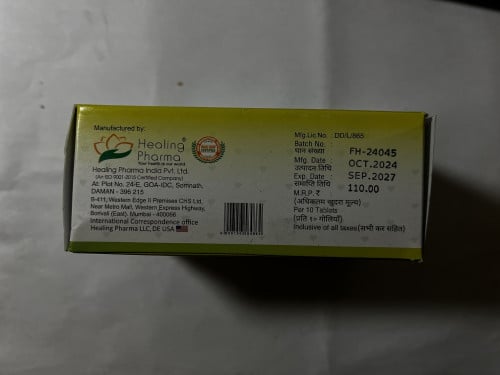 Manufactured by:
Healing
Pharma
Your health is our world
Healing Pharma India Pvt. Ltd.
(An ISO 9001-2015 Certified Company)
At: Plot No. 24-E, GOA-IDC, Somnath,
DAMAN - 396 215
B-411, Western Edge II Premises CHS Ltd,
Near Metro Mall, Western Express Highway,
Borivali (East), Mumbai - 400066
International Correspondence office
Healing Pharma LLC, DE USA
Mfg.Lic No. : DD/L/865
Batch No. :
घान संख्या FH-24045
Mfg. Date OCT.2024
उत्पादन तिथि
Exp. Date SEP.2027
समाप्ति तिथि
M.R.P. ₹ 110.00
(अधिकतम खुदरा मूल्य)
Per 10 Tablets
(प्रति १० गोलियाँ)
Inclusive of all taxes (सभी कर सहित)